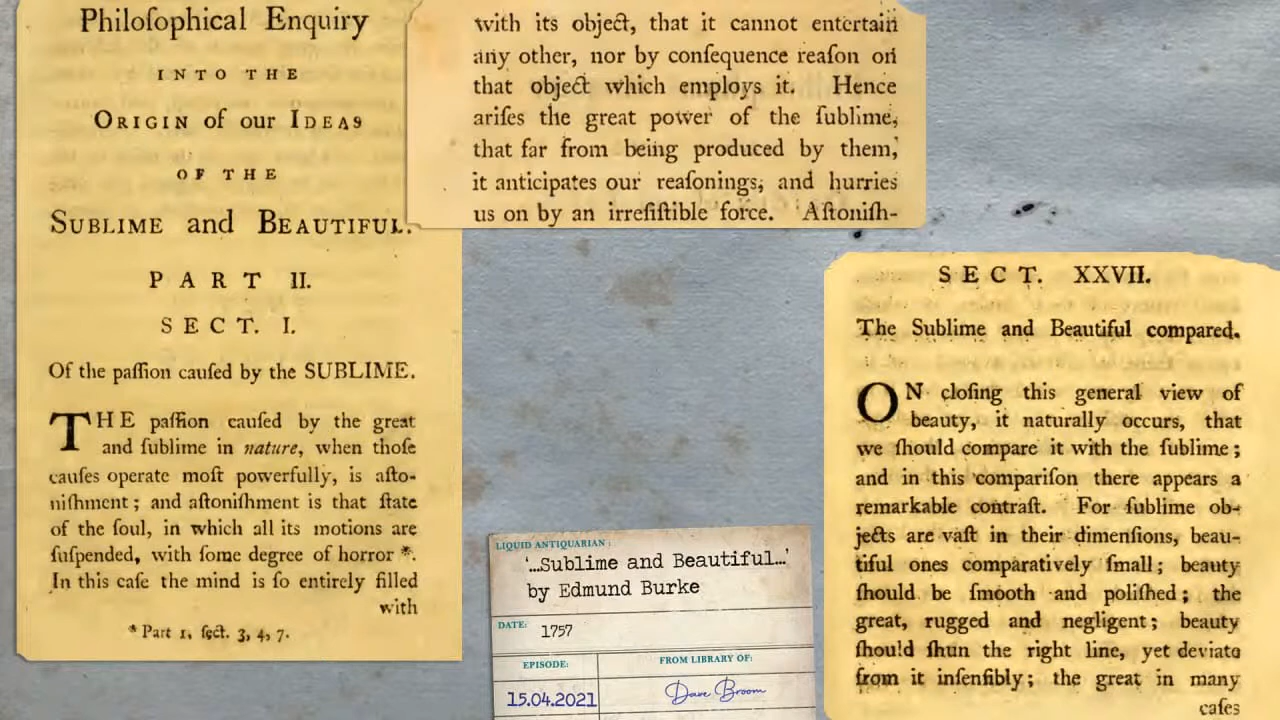 Philoſophical Enquiry
INTO THE
ORIGIN of our IDEAS
OF THE
SUBLIME and BEAUTIFUL.
PART II.
SECT. I.
Of the paſſion cauſed by the SUBLIME.
THE paſſion cauſed by the great
and ſublime in nature, when thoſe
cauſes operate moſt powerfully, is aſto-
niſhment; and aſtoniſhment is that ſtate
of the ſoul, in which all its motions are
ſuſpended, with ſome degree of horror *.
In this caſe the mind is ſo entirely filled
with
* Part 1, ſect. 3, 4, 7.
with its object, that it cannot entertain
any other, nor by conſequence reaſon on
that object which employs it. Hence
ariſes the great power of the ſublime,
that far from being produced by them,
it anticipates our reaſonings, and hurries
us on by an irreſiſtible force. Aſtoniſh-
SECT. XXVII.
The Sublime and Beautiful compared.
ON cloſing this general view of
beauty, it naturally occurs, that
we ſhould compare it with the ſublime;
and in this compariſon there appears a
remarkable contraſt. For ſublime ob-
jects are vaſt in their dimenſions, beau-
tiful ones comparatively ſmall; beauty
ſhould be ſmooth and poliſhed; the
great, rugged and negligent; beauty
ſhould ſhun the right line, yet deviate
from it inſenſibly; the great in many
caſes
LIQUID ANTIQUARIAN:
'…Sublime and Beautiful…'
by Edmund Burke
DATE: 1757
EPISODE: FROM LIBRARY OF:
15.04.2021 Dave Broom